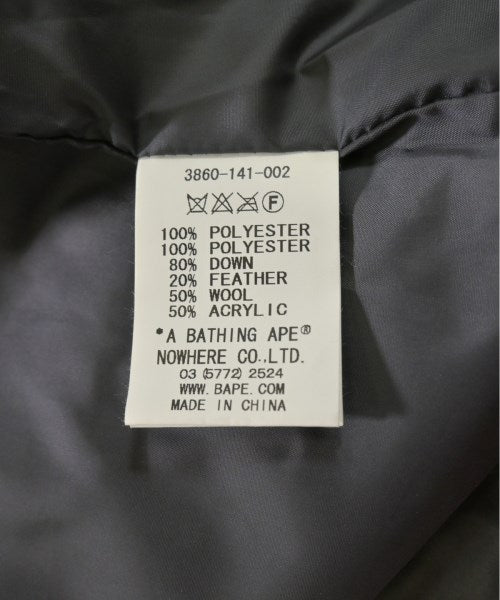 3860-141-002
F
100% POLYESTER
100% POLYESTER
80% DOWN
20% FEATHER
50% WOOL
50% ACRYLIC
*A BATHING APE®
NOWHERE CO.,LTD.
03 (5772) 2524
WWW.BAPE.COM
MADE IN CHINA